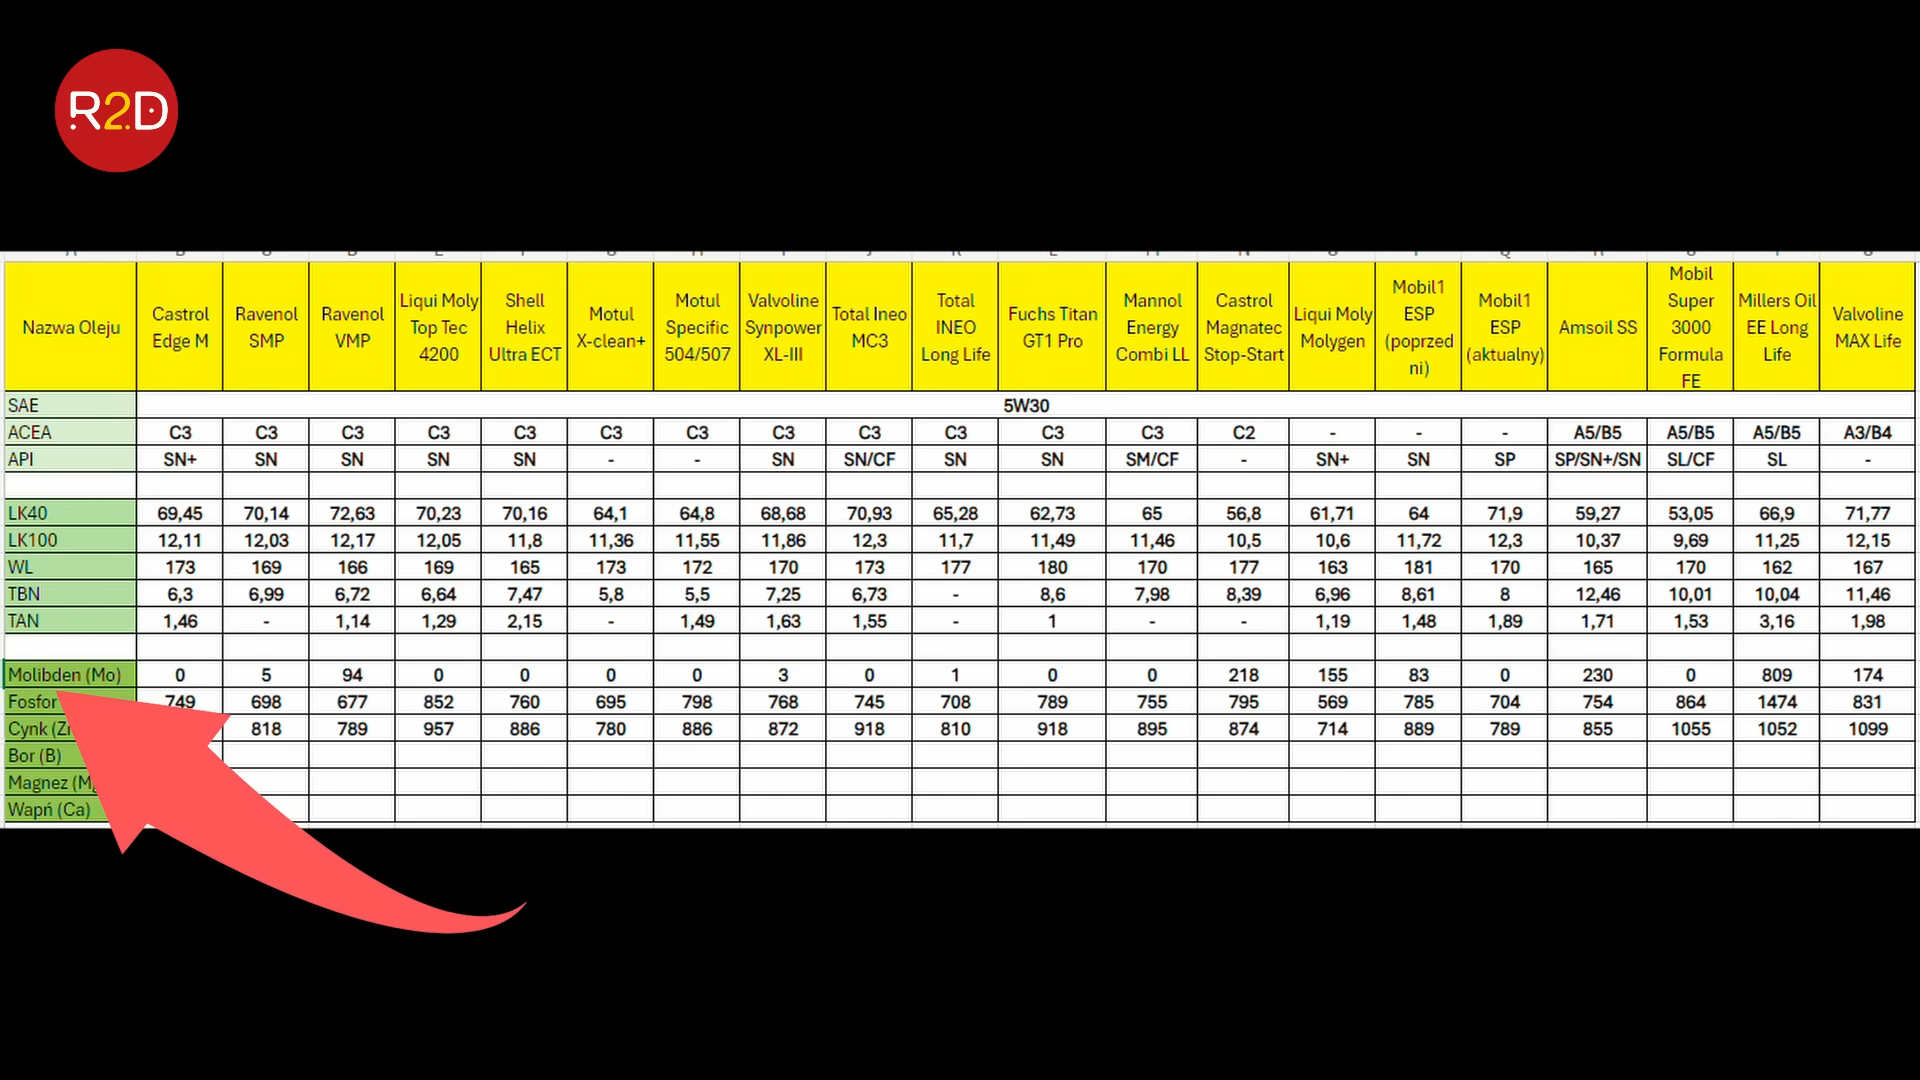 R2D
Nazwa Oleju Castrol Edge M Ravenol SMP Ravenol VMP Liqui Moly Top Tec 4200 Shell Helix Ultra ECT Motul X-clean+ Motul Specific 504/507 Valvoline Synpower XL-III Total Ineo MC3 Total INEO Long Life Fuchs Titan GT1 Pro Mannol Energy Combi LL Castrol Magnatec Stop-Start Liqui Moly Molygen Mobil1 ESP (poprzedni) Mobil1 ESP (aktualny) Amsoil SS Mobil Super 3000 Formula FE Millers Oil EE Long Life Valvoline MAX Life
SAE 5W30
ACEA C3 C3 C3 C3 C3 C3 C3 C3 C3 C3 C3 C3 C2 - - - A5/B5 A5/B5 A5/B5 A3/B4
API SN+ SN SN SN SN - - SN SN/CF SN SN SM/CF - SN+ SN SP SP/SN+/SN SL/CF SL -
LK40 69,45 70,14 72,63 70,23 70,16 64,1 64,8 68,68 70,93 65,28 62,73 65 56,8 61,71 64 71,9 59,27 53,05 66,9 71,77
LK100 12,11 12,03 12,17 12,05 11,8 11,36 11,55 11,86 12,3 11,7 11,49 11,46 10,5 10,6 11,72 12,3 10,37 9,69 11,25 12,15
WL 173 169 166 169 165 173 172 170 173 177 180 170 177 163 181 170 165 170 162 167
TBN 6,3 6,99 6,72 6,64 7,47 5,8 5,5 7,25 6,73 - 8,6 7,98 8,39 6,96 8,61 8 12,46 10,01 10,04 11,46
TAN 1,46 - 1,14 1,29 2,15 - 1,49 1,63 1,55 - 1 - - 1,19 1,48 1,89 1,71 1,53 3,16 1,98
Molibden (Mo) 0 5 94 0 0 0 0 3 0 1 0 0 218 155 83 0 230 0 809 174
Fosfor 749 698 677 852 760 695 798 768 745 708 789 755 795 569 785 704 754 864 1474 831
Cynk 818 789 957 886 780 886 872 918 810 918 895 874 714 889 789 855 1055 1052 1099
Bor (B)
Magnez
Wapń (Ca)